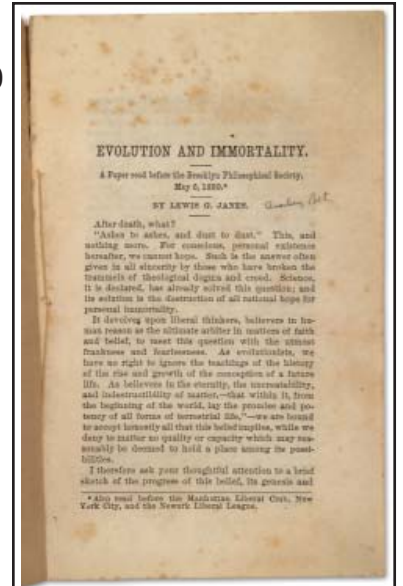 EVOLUTION AND IMMORTALITY.
A Paper read before the Brooklyn Philosophical Society,
May 5, 1880.*
BY LEWIS G. JANES.
After death, what?
"Ashes to ashes, and dust to dust." This, and
nothing more. For conscious, personal existence
hereafter, we cannot hope. Such is the answer often
given in all sincerity by those who have broken the
trammels of theological dogma and creed. Science,
it is declared, has already solved this question; and
its solution is the destruction of all rational hope for
personal immortality.
It devolves upon liberal thinkers, believers in hu-
man reason as the ultimate arbiter in matters of faith
and belief, to meet this question with the utmost
frankness and fearlessness. As evolutionists, we
have no right to ignore the teachings of the history
of the rise and growth of the conception of a future
life. As believers in the eternity, the uncreatability,
and indestructibility of matter,—that within it, from
the beginning of the world, lay the promise and po-
tency of all forms of terrestrial life,"—we are bound
to accept honestly all that this belief implies, while we
deny to matter no quality or capacity which may rea-
sonably be deemed to hold a place among its possi-
bilities.
I therefore ask your thoughtful attention to a brief
sketch of the progress of this belief, its genesis and
*Also read before the Manhattan Liberal Club, New
York City, and the Newark Liberal League.